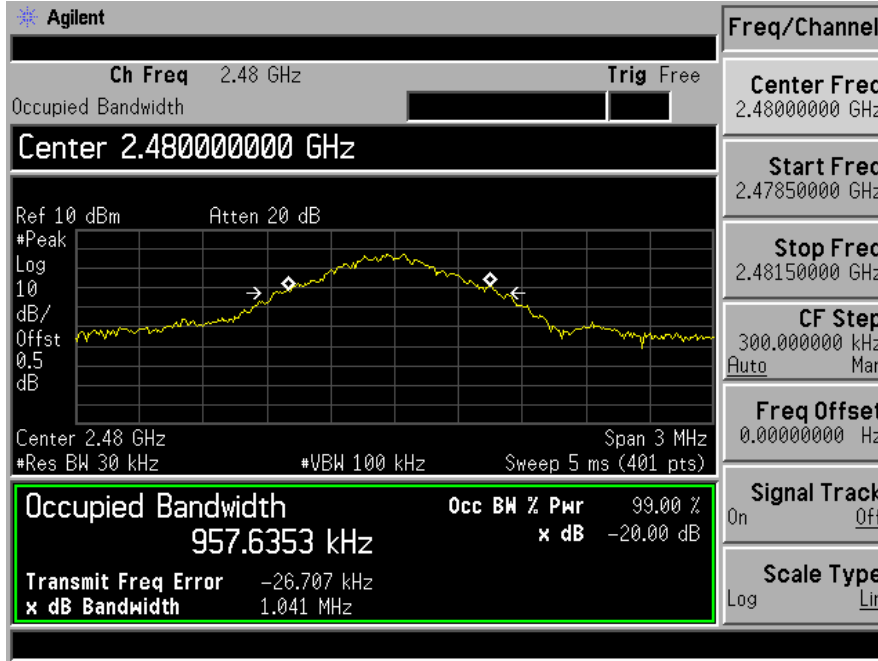 Agilent
Freq/Channel
Ch Freq 2.48 GHz Trig Free
Occupied Bandwidth
Center 2.480000000 GHz
Ref 10 dBm Atten 20 dB
#Peak
Log
10
dB/
Offst
0.5
dB
Center 2.48 GHz Span 3 MHz
#Res BW 30 kHz #VBW 100 kHz Sweep 5 ms (401 pts)
Occupied Bandwidth
957.6353 kHz
Occ BW % Pwr 99.00 %
x dB -20.00 dB
Transmit Freq Error -26.707 kHz
x dB Bandwidth 1.041 MHz
Center Freq
2.48000000 GHz
Start Freq
2.47850000 GHz
Stop Freq
2.48150000 GHz
CF Step
300.000000 kHz
Auto Man
Freq Offset
0.00000000 Hz
Signal Track
On Off
Scale Type
Log Lin